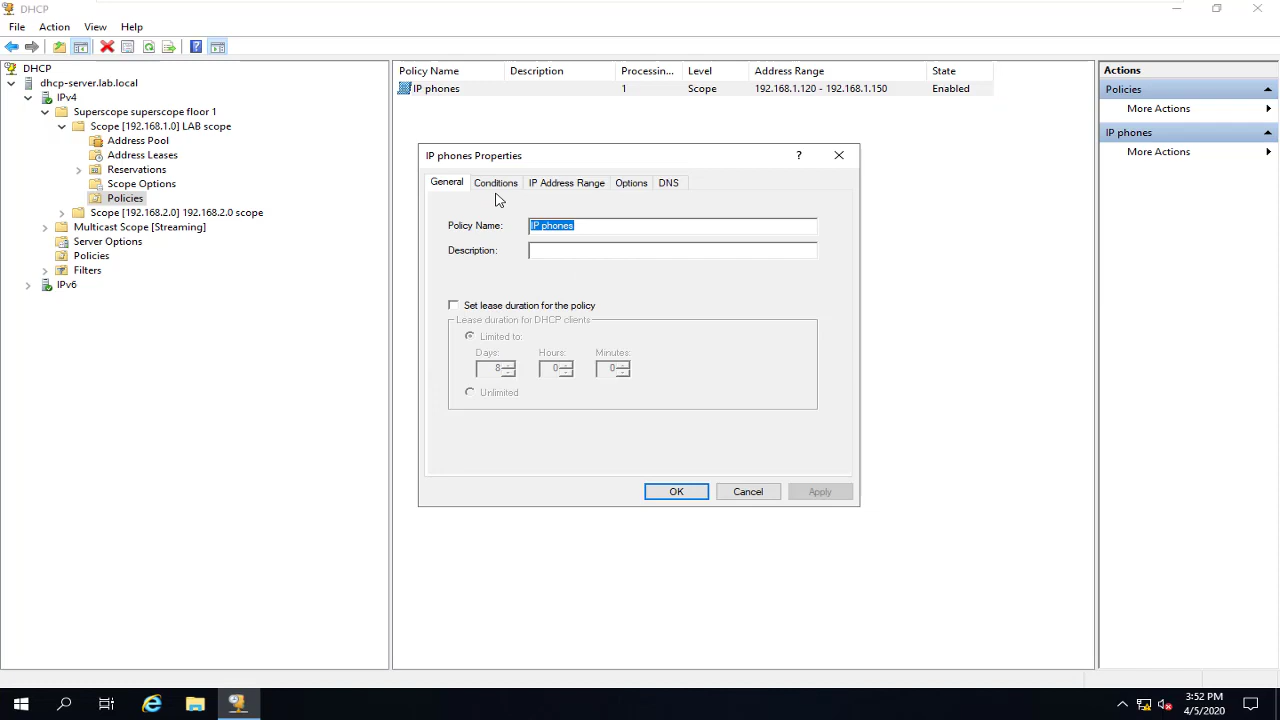 DHCP
File Action View Help
DHCP
dhcp-server.lab.local
IPv4
Superscope superscope floor 1
Scope [192.168.1.0] LAB scope
Address Pool
Address Leases
Reservations
Scope Options
Policies
Scope [192.168.2.0] 192.168.2.0 scope
Multicast Scope [Streaming]
Server Options
Policies
Filters
IPv6
Policy Name Description Processin... Level Address Range State
IP phones 1 Scope 192.168.1.120 - 192.168.1.150 Enabled
IP phones Properties ?
General Conditions IP Address Range Options DNS
Policy Name: IP phones
Description:
Set lease duration for the policy
Lease duration for DHCP clients
Limited to:
Days: Hours: Minutes:
8 0 0
Unlimited
OK Cancel Apply
Actions
Policies
More Actions
IP phones
More Actions
3:52 PM
4/5/2020